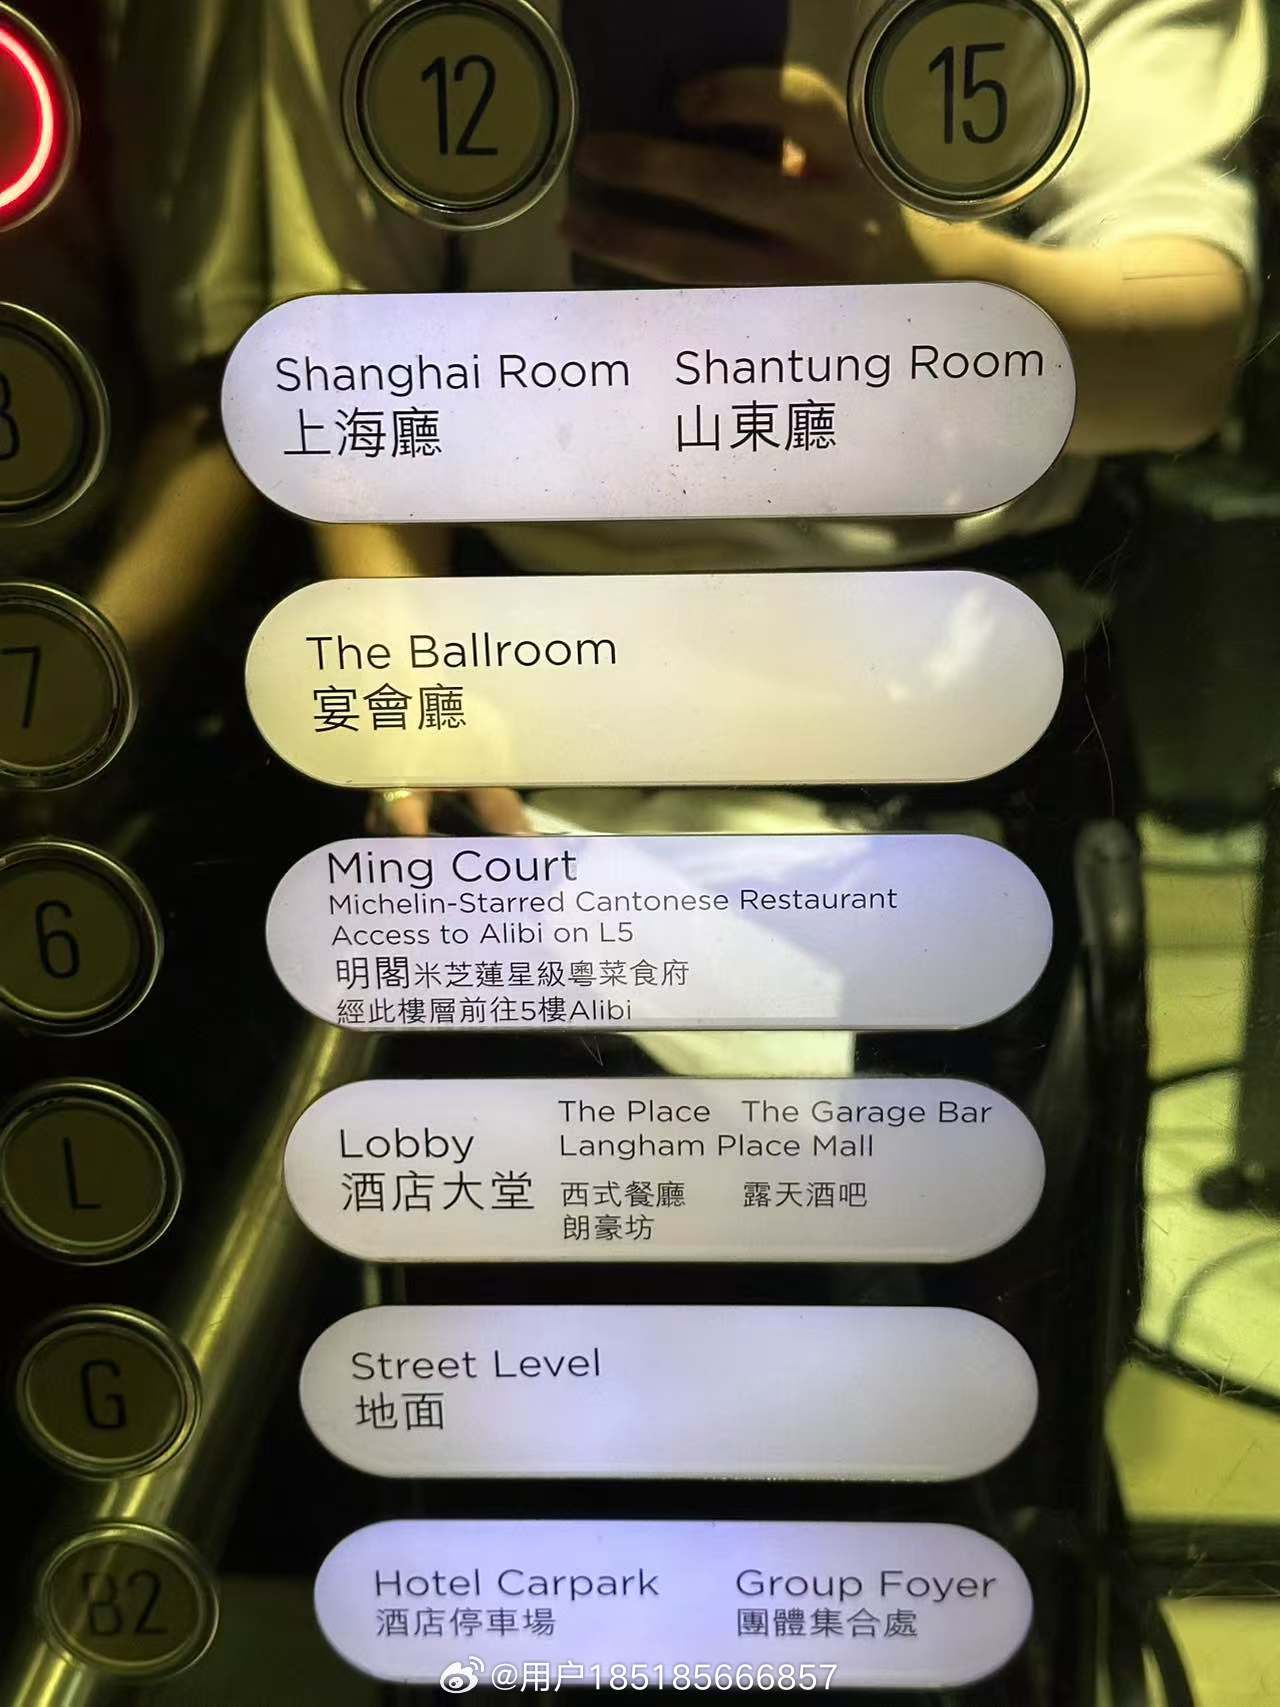 12
15
8
Shanghai Room
Shantung Room
上海廳
山東廳
7
The Ballroom
宴會廳
6
Ming Court
Michelin-Starred Cantonese Restaurant
Access to Alibi on L5
明閣米芝蓮星級粵菜食府
經此樓層前往5樓Alibi
L
Lobby
酒店大堂
The Place
The Garage Bar
Langham Place Mall
西式餐廳
露天酒吧
朗豪坊
G
Street Level
地面
B2
Hotel Carpark
Group Foyer
酒店停車場
團體集合處
@用户185185666857